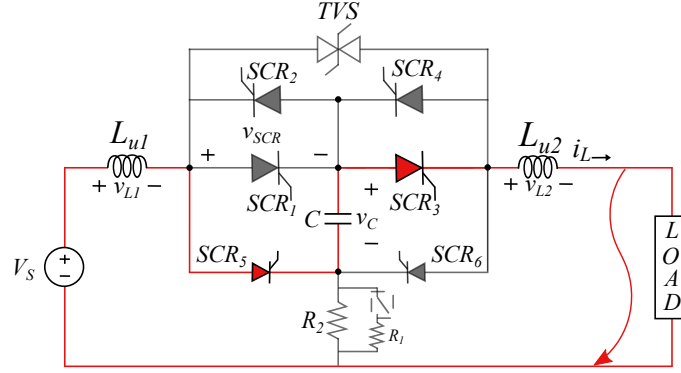 TVS
SCR2
SCR4
Lu1
vSCR
Lu2
iL
+
−
+ vL1 −
+
+ vL2 −
SCR1
SCR3
C
vC
−
SCR5
SCR6
VS
+
−
R2
R1
L
O
A
D